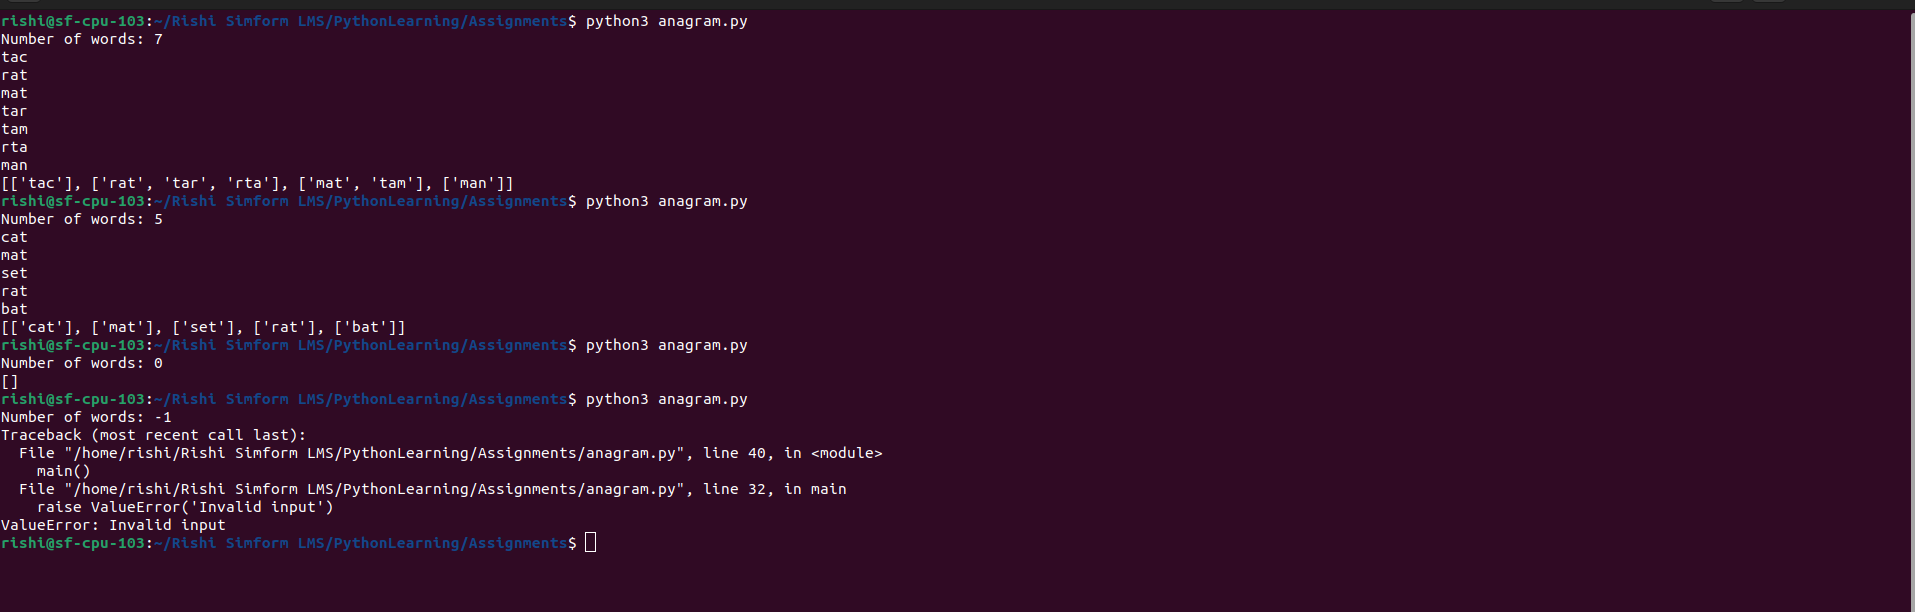 rishi@sf-cpu-103:~/Rishi Simform LMS/PythonLearning/Assignments$ python3 anagram.py
Number of words: 7
tac
rat
mat
tar
tam
rta
man
[['tac'], ['rat', 'tar', 'rta'], ['mat', 'tam'], ['man']]
rishi@sf-cpu-103:~/Rishi Simform LMS/PythonLearning/Assignments$ python3 anagram.py
Number of words: 5
cat
mat
set
rat
bat
[['cat'], ['mat'], ['set'], ['rat'], ['bat']]
rishi@sf-cpu-103:~/Rishi Simform LMS/PythonLearning/Assignments$ python3 anagram.py
Number of words: 0
[]
rishi@sf-cpu-103:~/Rishi Simform LMS/PythonLearning/Assignments$ python3 anagram.py
Number of words: -1
Traceback (most recent call last):
  File "/home/rishi/Rishi Simform LMS/PythonLearning/Assignments/anagram.py", line 40, in <module>
    main()
  File "/home/rishi/Rishi Simform LMS/PythonLearning/Assignments/anagram.py", line 32, in main
    raise ValueError('Invalid input')
ValueError: Invalid input
rishi@sf-cpu-103:~/Rishi Simform LMS/PythonLearning/Assignments$